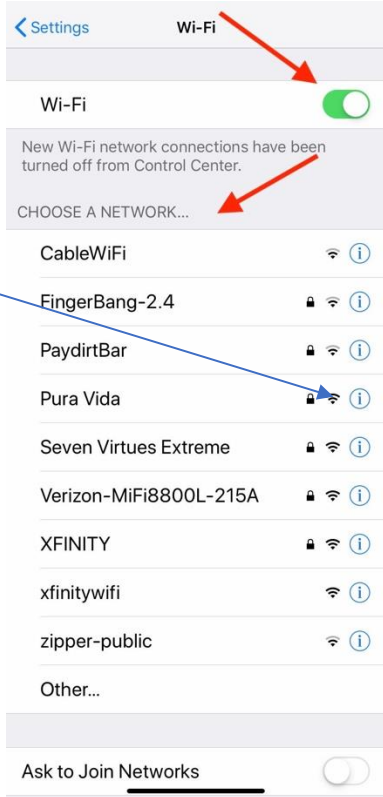 Settings Wi-Fi
Wi-Fi
New Wi-Fi network connections have been
turned off from Control Center.
CHOOSE A NETWORK...
CableWiFi
FingerBang-2.4
PaydirtBar
Pura Vida
Seven Virtues Extreme
Verizon-MiFi8800L-215A
XFINITY
xfinitywifi
zipper-public
Other...
Ask to Join Networks